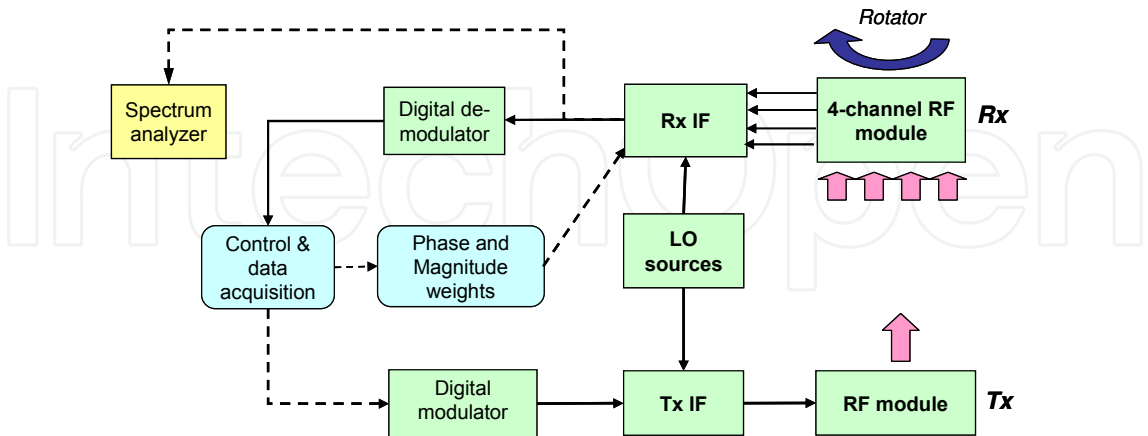 Rotator
Spectrum
analyzer
Digital de-
modulator
Rx IF
4-channel RF
module
Rx
Control &
data
acquisition
Phase and
Magnitude
weights
LO
sources
Digital
modulator
Tx IF
RF module
Tx
IntechOpen